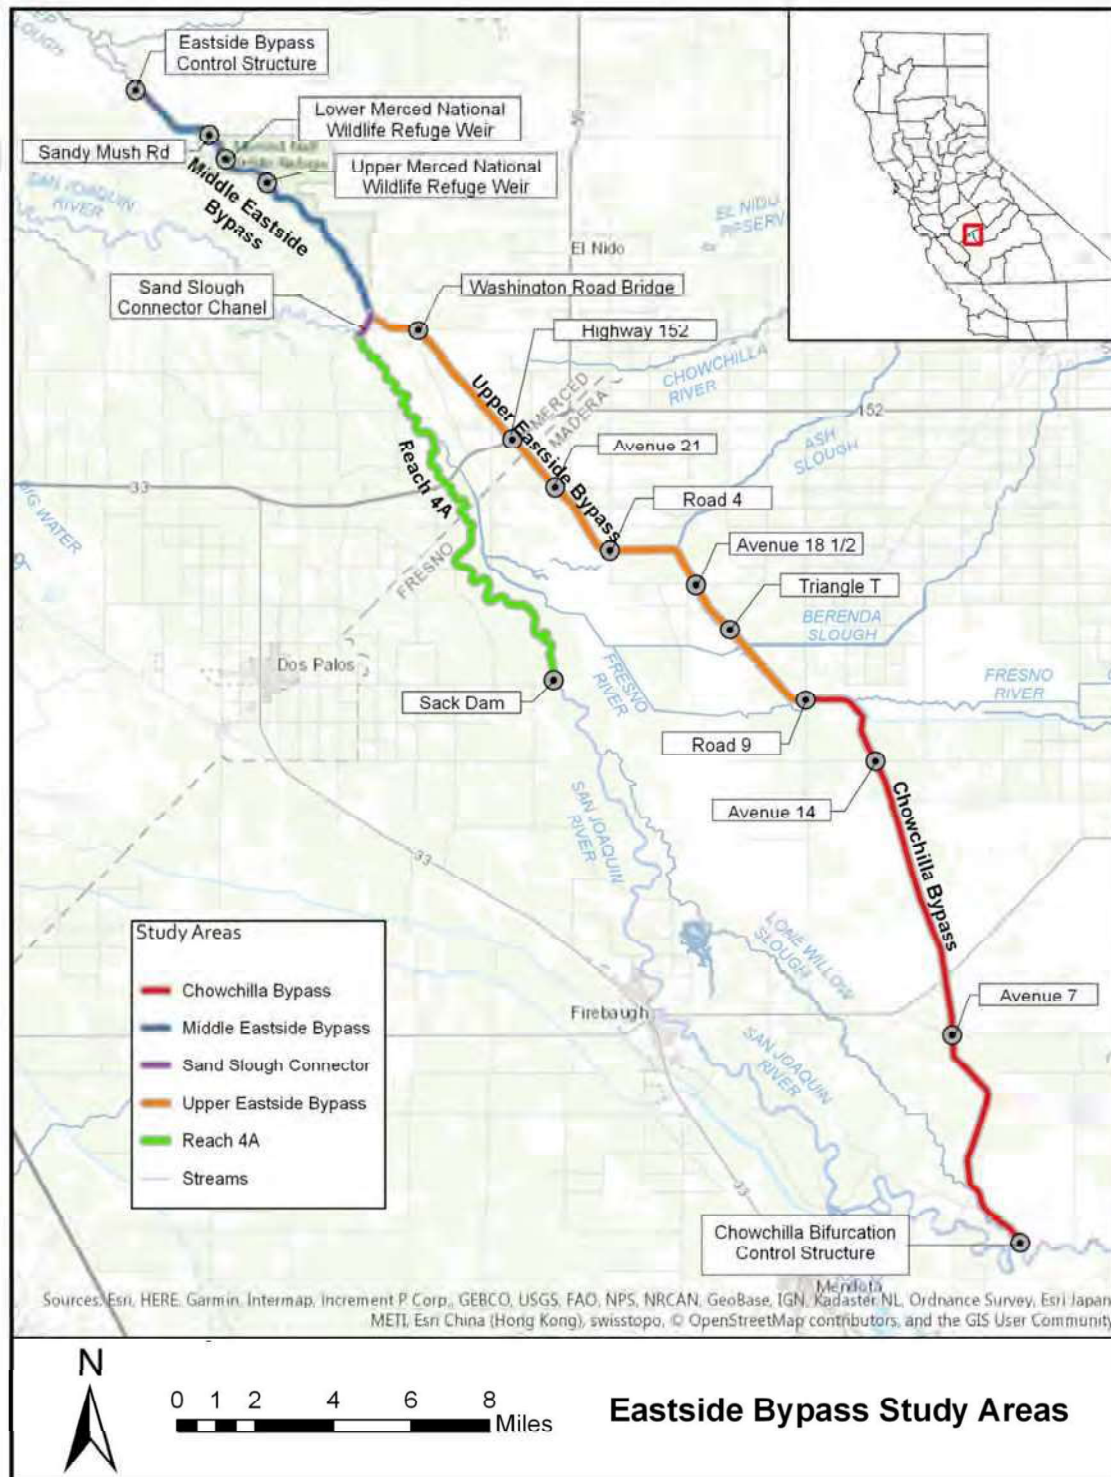 SLOUGH
Eastside Bypass
Control Structure
Lower Merced National
Wildlife Refuge Weir
Sandy Mush Rd
Upper Merced National
Wildlife Refuge Weir
Middle Eastside
Bypass
SAN JOAQUIN
RIVER
EL NIDO
El Nido
Sand Slough
Connector Chanel
Washington Road Bridge
Highway 152
CHOWCHILLA
RIVER
MERCED
MADERA
152
Upper Eastside Bypass
Avenue 21
ASH
SLOUGH
33
Reach 4A
Road 4
Avenue 18 1/2
FRESNO
Triangle T
BERENDA
SLOUGH
Dos Palos
Sack Dam
FRESNO
RIVER
FRESNO
RIVER
Road 9
Avenue 14
SAN JOAQUIN
RIVER
Chowchilla Bypass
33
LONE WILLOW
SLOUGH
Study Areas
Chowchilla Bypass
Middle Eastside Bypass
Sand Slough Connector
Upper Eastside Bypass
Reach 4A
Streams
Firebaugh
Avenue 7
SAN JOAQUIN
RIVER
33
Chowchilla Bifurcation
Control Structure
Mendota
Sources: Esri, HERE, Garmin, Intermap, increment P Corp., GEBCO, USGS, FAO, NPS, NRCAN, GeoBase, IGN, Kadaster NL, Ordnance Survey, Esri Japan,
METI, Esri China (Hong Kong), swisstopo, © OpenStreetMap contributors, and the GIS User Community
N
0 1 2 4 6 8
Miles
Eastside Bypass Study Areas